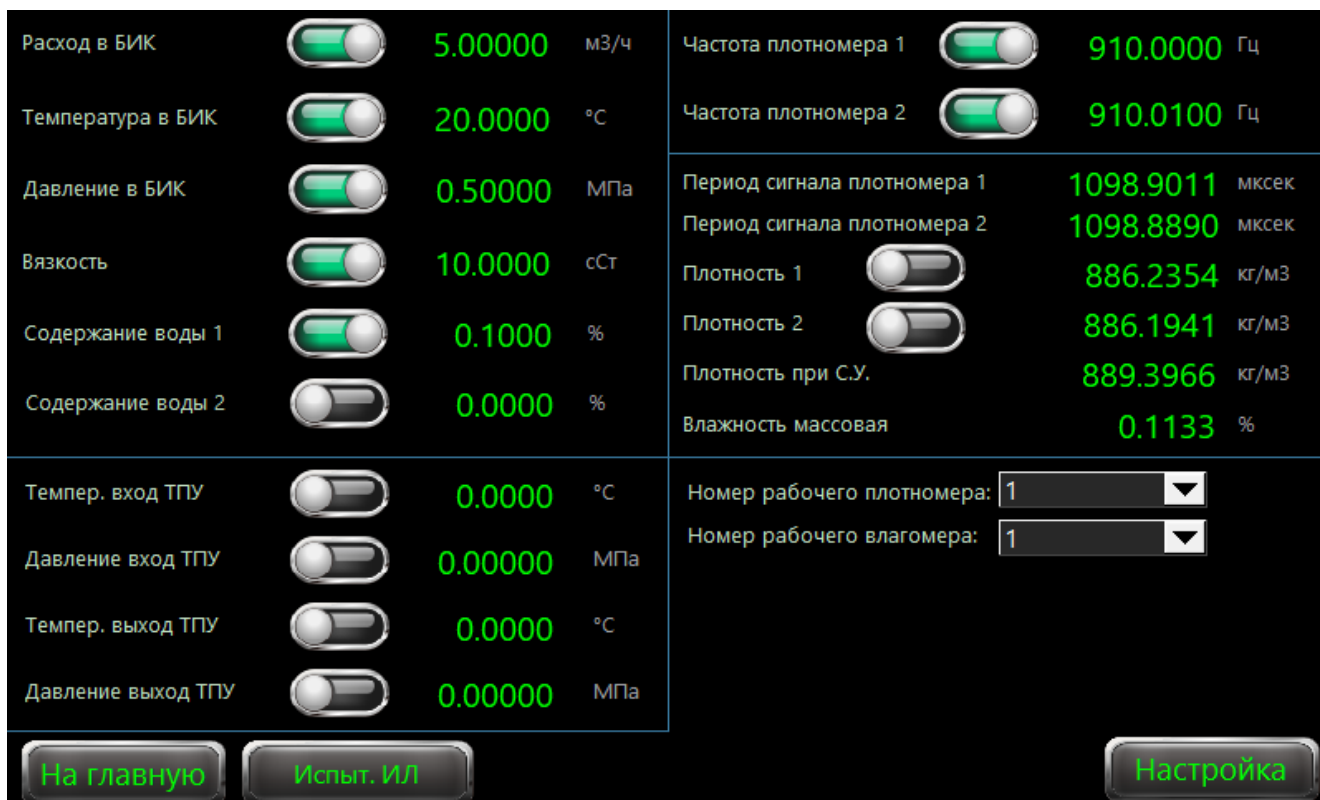 Расход в БИК 5.00000 м3/ч
Температура в БИК 20.0000 °C
Давление в БИК 0.50000 МПа
Вязкость 10.0000 сСт
Содержание воды 1 0.1000 %
Содержание воды 2 0.0000 %
Частота плотномера 1 910.0000 Гц
Частота плотномера 2 910.0100 Гц
Период сигнала плотномера 1 1098.9011 мксек
Период сигнала плотномера 2 1098.8890 мксек
Плотность 1 886.2354 кг/м3
Плотность 2 886.1941 кг/м3
Плотность при С.У. 889.3966 кг/м3
Влажность массовая 0.1133 %
Темпер. вход ТПУ 0.0000 °C
Давление вход ТПУ 0.00000 МПа
Темпер. выход ТПУ 0.0000 °C
Давление выход ТПУ 0.00000 МПа
Номер рабочего плотномера: 1
Номер рабочего влагомера: 1
На главную
Испыт. ИЛ
Настройка